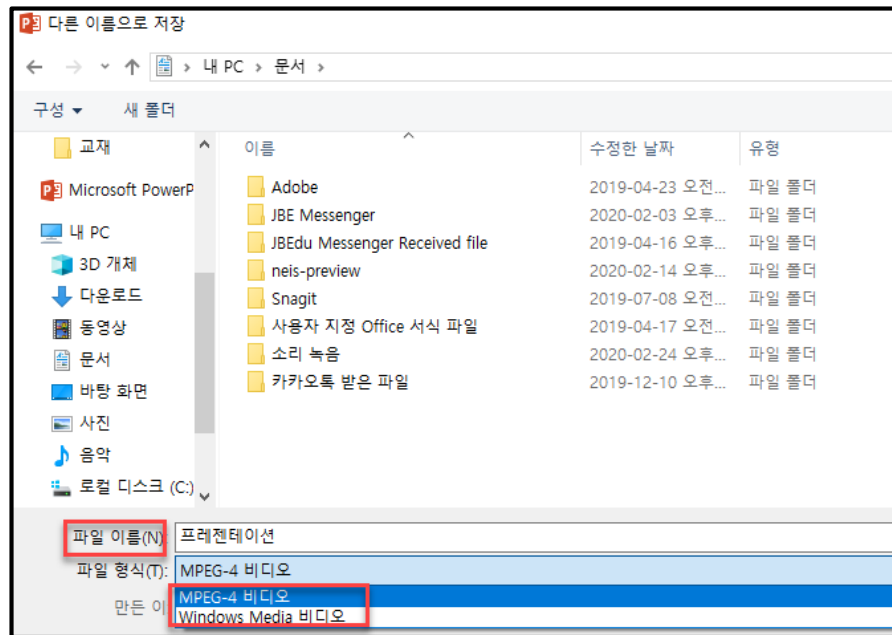 다른 이름으로 저장
내 PC > 문서 >
구성 새 폴더
이름 수정한 날짜 유형
교재
Microsoft PowerP
내 PC
3D 개체
다운로드
동영상
문서
바탕 화면
사진
음악
로컬 디스크 (C:)
Adobe 2019-04-23 오전... 파일 폴더
JBE Messenger 2020-02-03 오후... 파일 폴더
JBEdu Messenger Received file 2019-04-16 오후... 파일 폴더
neis-preview 2020-02-14 오후... 파일 폴더
Snagit 2019-07-08 오전... 파일 폴더
사용자 지정 Office 서식 파일 2019-04-17 오전... 파일 폴더
소리 녹음 2020-02-24 오후... 파일 폴더
카카오톡 받은 파일 2019-12-10 오후... 파일 폴더
파일 이름(N) 프레젠테이션
파일 형식(T): MPEG-4 비디오
MPEG-4 비디오
만든 이
Windows Media 비디오